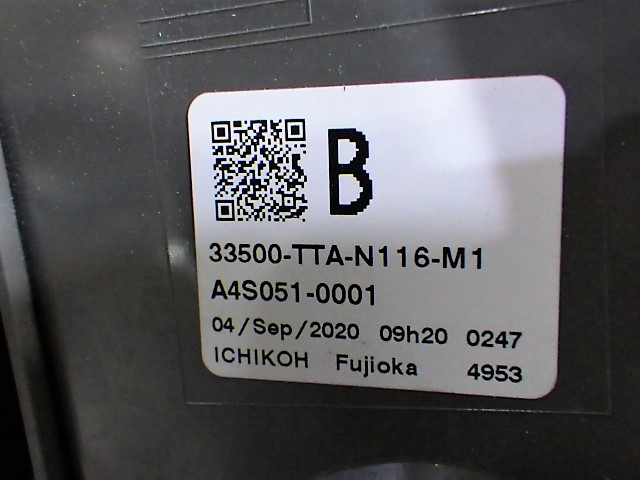 B
33500-TTA-N116-M1
A4S051-0001
04/Sep/2020 09h20 0247
ICHIKOH Fujioka 4953